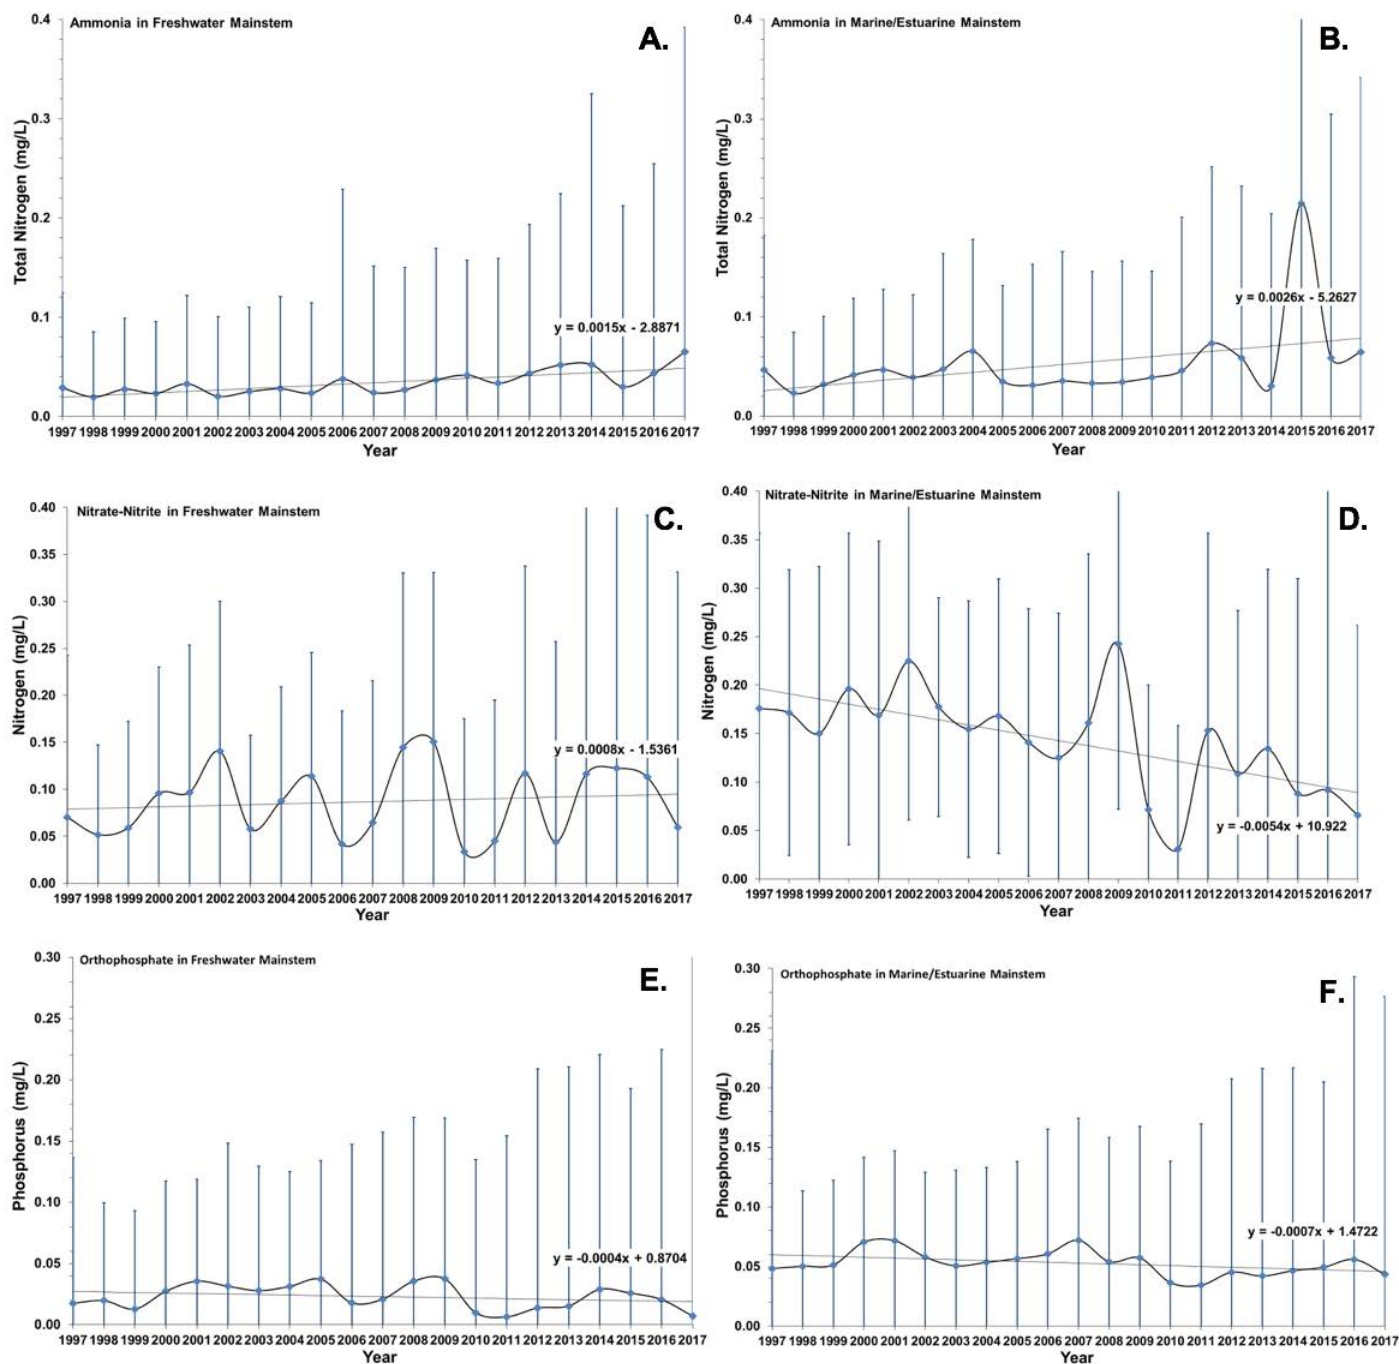 Ammonia in Freshwater Mainstem
A.
0.4
0.3
0.2
0.1
0.0
Total Nitrogen (mg/L)
y = 0.0015x - 2.8871
1997 1998 1999 2000 2001 2002 2003 2004 2005 2006 2007 2008 2009 2010 2011 2012 2013 2014 2015 2016 2017
Year
Ammonia in Marine/Estuarine Mainstem
B.
0.4
0.3
0.2
0.1
0.0
Total Nitrogen (mg/L)
y = 0.0026x - 5.2627
1997 1998 1999 2000 2001 2002 2003 2004 2005 2006 2007 2008 2009 2010 2011 2012 2013 2014 2015 2016 2017
Year
Nitrate-Nitrite in Freshwater Mainstem
C.
0.40
0.35
0.30
0.25
0.20
0.15
0.10
0.05
0.00
Nitrogen (mg/L)
y = 0.0008x - 1.5361
1997 1998 1999 2000 2001 2002 2003 2004 2005 2006 2007 2008 2009 2010 2011 2012 2013 2014 2015 2016 2017
Year
Nitrate-Nitrite in Marine/Estuarine Mainstem
D.
0.40
0.35
0.30
0.25
0.20
0.15
0.10
0.05
0.00
Nitrogen (mg/L)
y = -0.0054x + 10.922
1997 1998 1999 2000 2001 2002 2003 2004 2005 2006 2007 2008 2009 2010 2011 2012 2013 2014 2015 2016 2017
Year
Orthophosphate in Freshwater Mainstem
E.
0.30
0.25
0.20
0.15
0.10
0.05
0.00
Phosphorus (mg/L)
y = -0.0004x + 0.8704
1997 1998 1999 2000 2001 2002 2003 2004 2005 2006 2007 2008 2009 2010 2011 2012 2013 2014 2015 2016 2017
Year
Orthophosphate in Marine/Estuarine Mainstem
F.
0.30
0.25
0.20
0.15
0.10
0.05
0.00
Phosphorus (mg/L)
y = -0.0007x + 1.4722
1997 1998 1999 2000 2001 2002 2003 2004 2005 2006 2007 2008 2009 2010 2011 2012 2013 2014 2015 2016 2017
Year